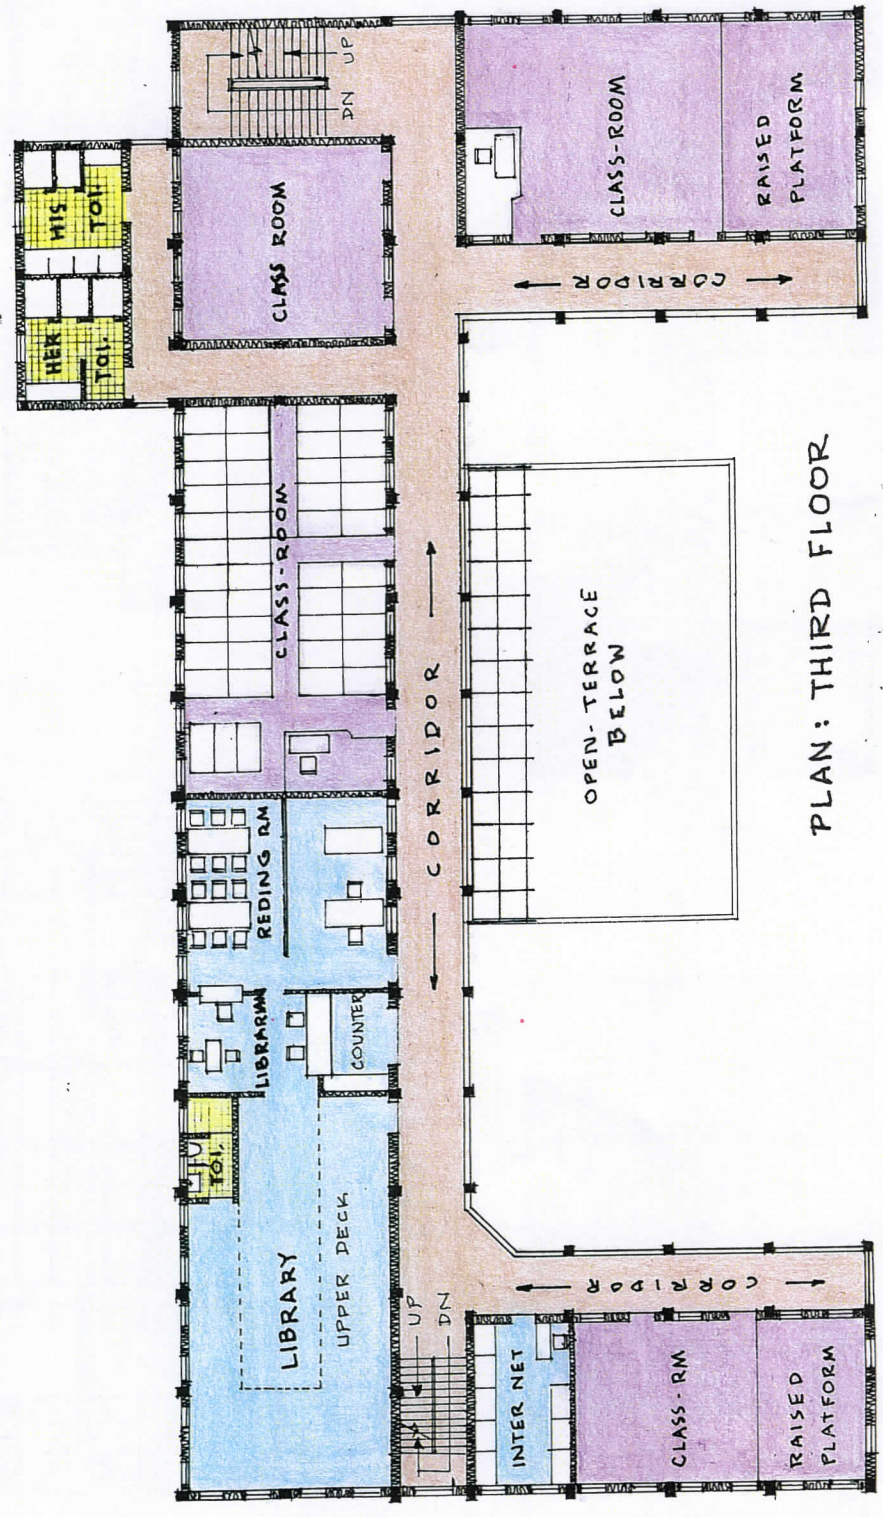 UP
DN
HIS
TOI.
HER
TOI.
CLASS ROOM
CLASS-ROOM
RAISED
PLATFORM
CORRIDOR
CLASS-ROOM
CORRIDOR
OPEN-TERRACE
BELOW
PLAN: THIRD FLOOR
REDING RM
LIBRARIAN
COUNTER
TOI.
LIBRARY
UPPER DECK
UP
DN
INTER NET
CORRIDOR
CLASS-RM
RAISED
PLATFORM